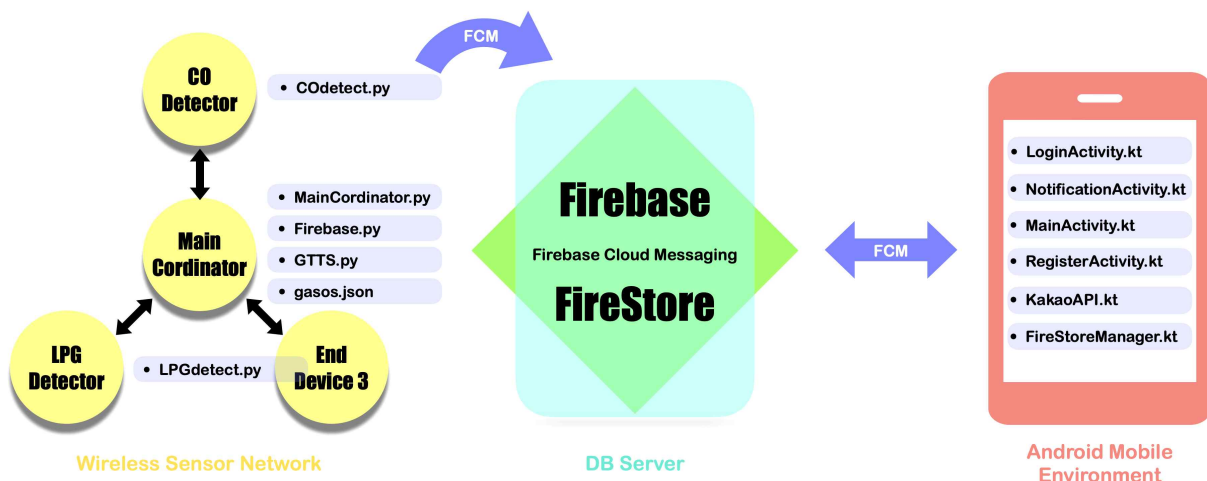 FCM
CO
Detector
• COdetect.py
• MainCordinator.py
• Firebase.py
• GTTS.py
• gasos.json
Main
Cordinator
LPG
Detector
• LPGdetect.py
End
Device 3
Wireless Sensor Network
Firebase
Firebase Cloud Messaging
FireStore
DB Server
FCM
• LoginActivity.kt
• NotificationActivity.kt
• MainActivity.kt
• RegisterActivity.kt
• KakaoAPI.kt
• FireStoreManager.kt
Android Mobile
Environment